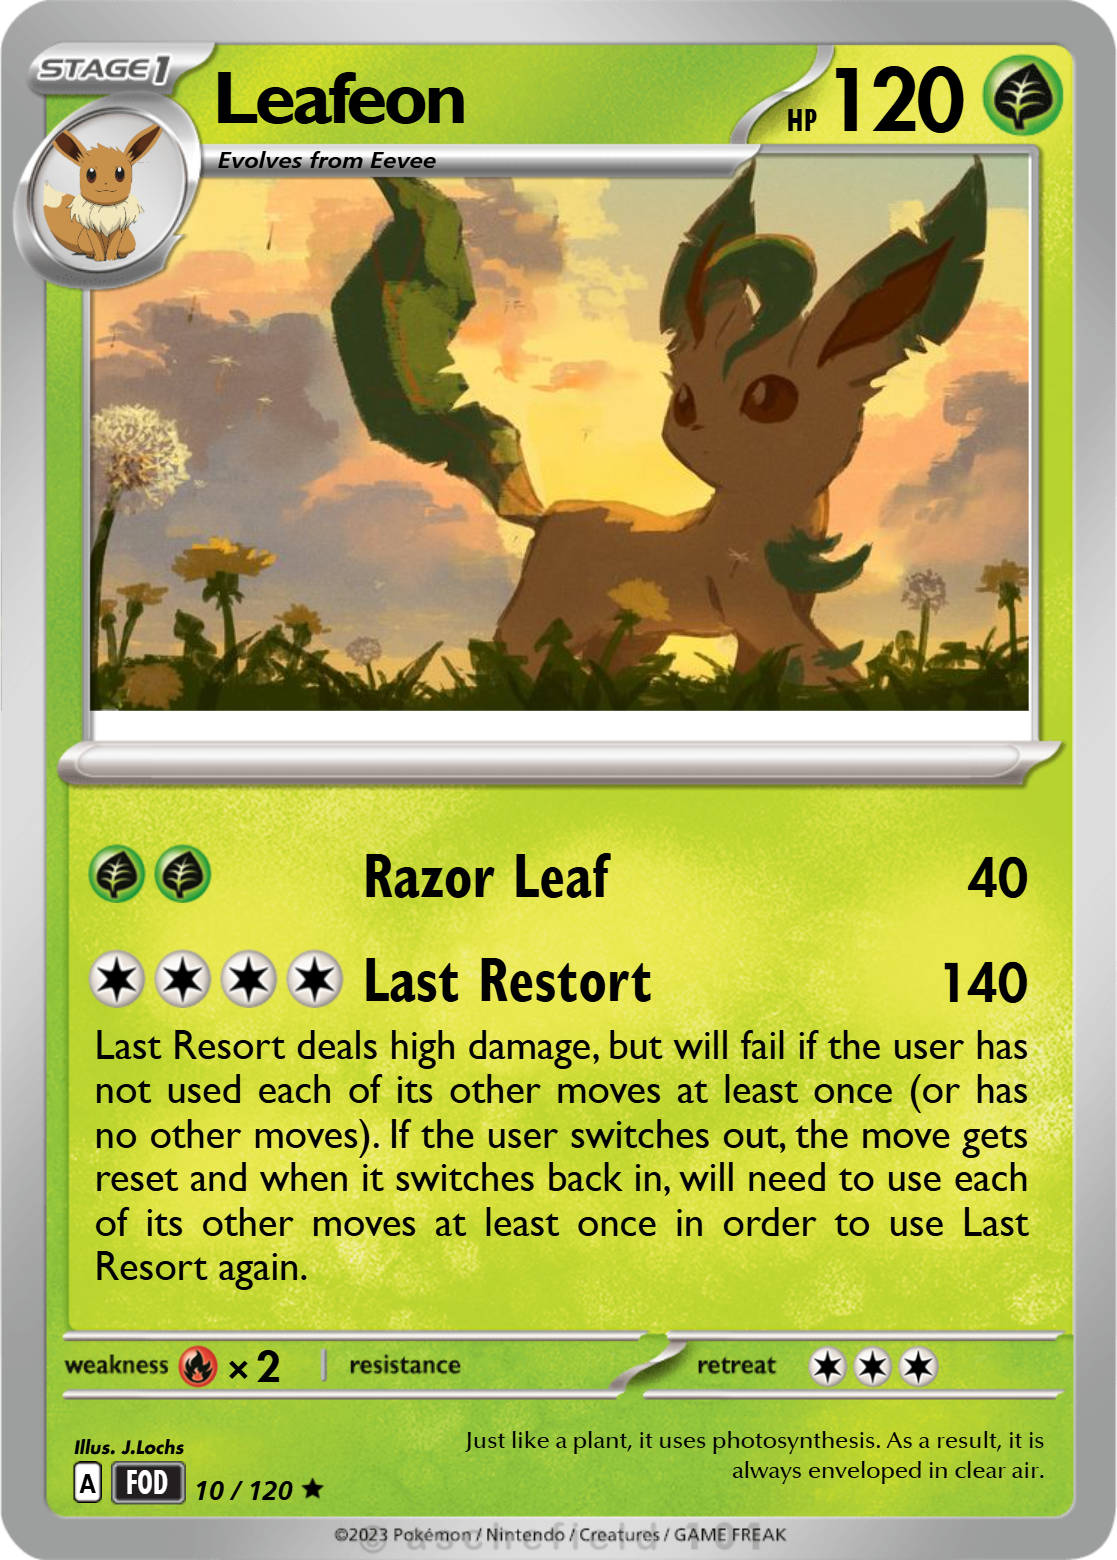 STAGE1
Leafeon
HP 120
Evolves from Eevee
Razor Leaf 40
Last Restort 140
Last Resort deals high damage, but will fail if the user has
not used each of its other moves at least once (or has
no other moves). If the user switches out, the move gets
reset and when it switches back in, will need to use each
of its other moves at least once in order to use Last
Resort again.
weakness × 2 | resistance retreat
Illus. J.Lochs
Just like a plant, it uses photosynthesis. As a result, it is
always enveloped in clear air.
A FOD 10 / 120 ★
©2023 Pokémon / Nintendo / Creatures / GAME FREAK